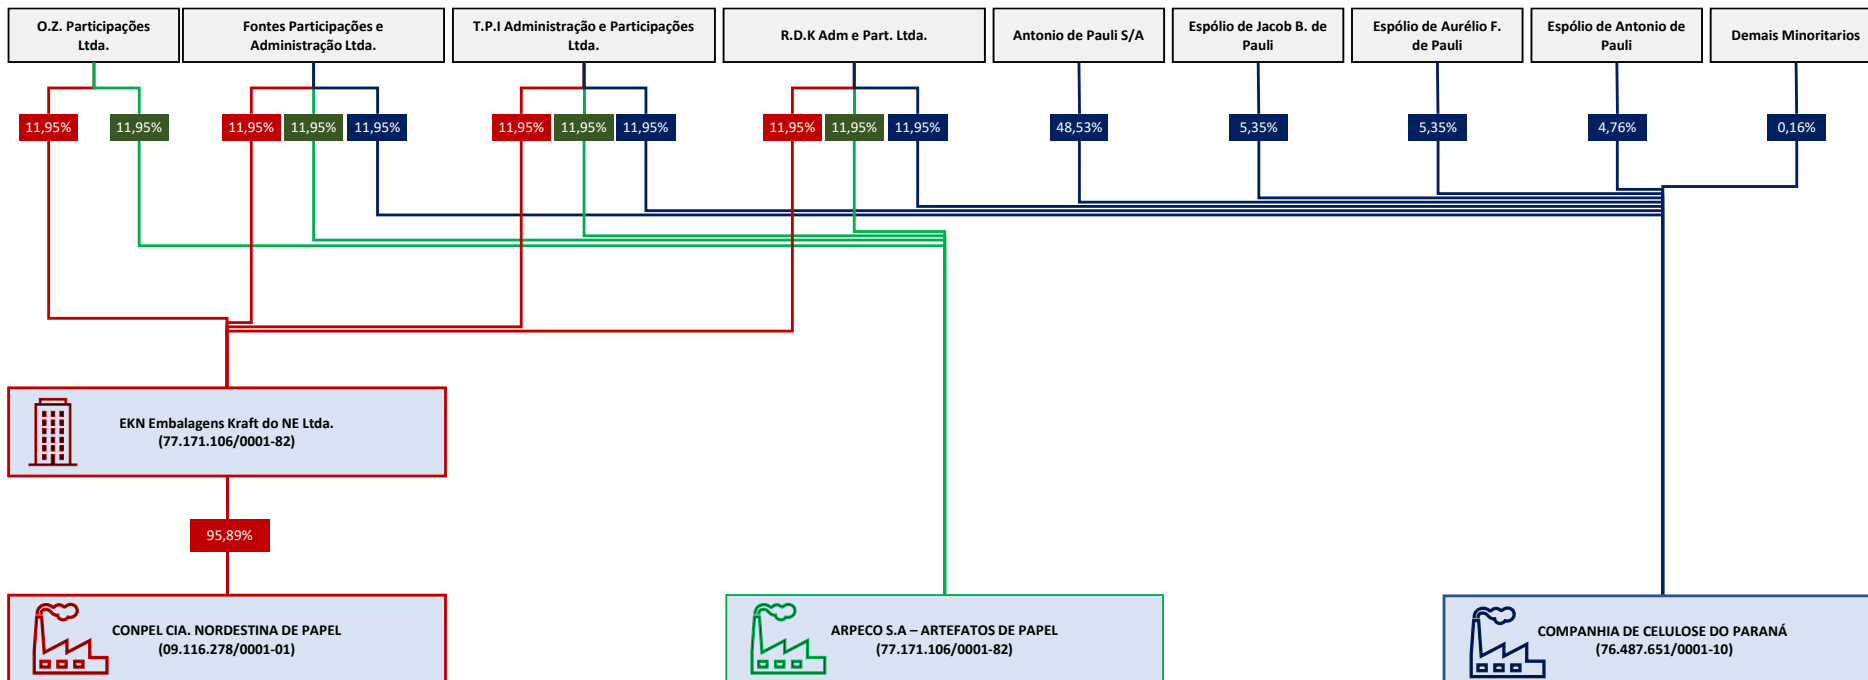 O.Z. Participações
Ltda.
Fontes Participações e
Administração Ltda.
T.P.I Administração e Participações
Ltda.
R.D.K Adm e Part. Ltda.
Antonio de Pauli S/A
Espólio de Jacob B. de
Pauli
Espólio de Aurélio F.
de Pauli
Espólio de Antonio de
Pauli
Demais Minoritarios
11,95%
11,95%
11,95%
11,95%
11,95%
11,95%
11,95%
11,95%
11,95%
11,95%
11,95%
48,53%
5,35%
5,35%
4,76%
0,16%
EKN Embalagens Kraft do NE Ltda.
(77.171.106/0001-82)
95,89%
CONPEL CIA. NORDESTINA DE PAPEL
(09.116.278/0001-01)
ARPECO S.A – ARTEFATOS DE PAPEL
(77.171.106/0001-82)
COMPANHIA DE CELULOSE DO PARANÁ
(76.487.651/0001-10)